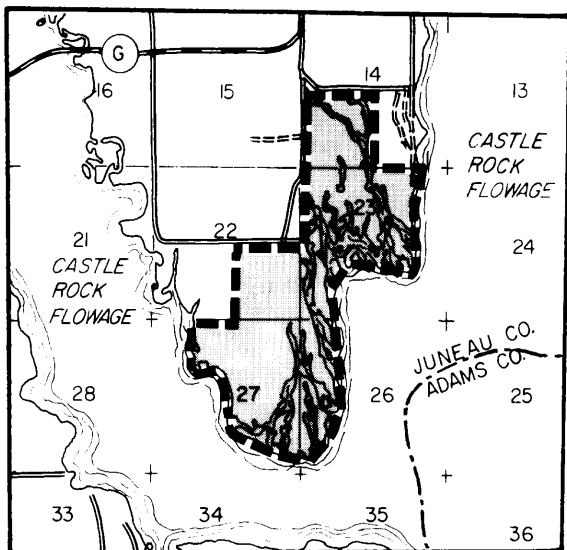 G
16
15
14
13
CASTLE
ROCK
FLOWAGE
23
22
21
24
CASTLE
ROCK
FLOWAGE
JUNEAU CO.
ADAMS CO.
28
27
26
25
33
34
35
36